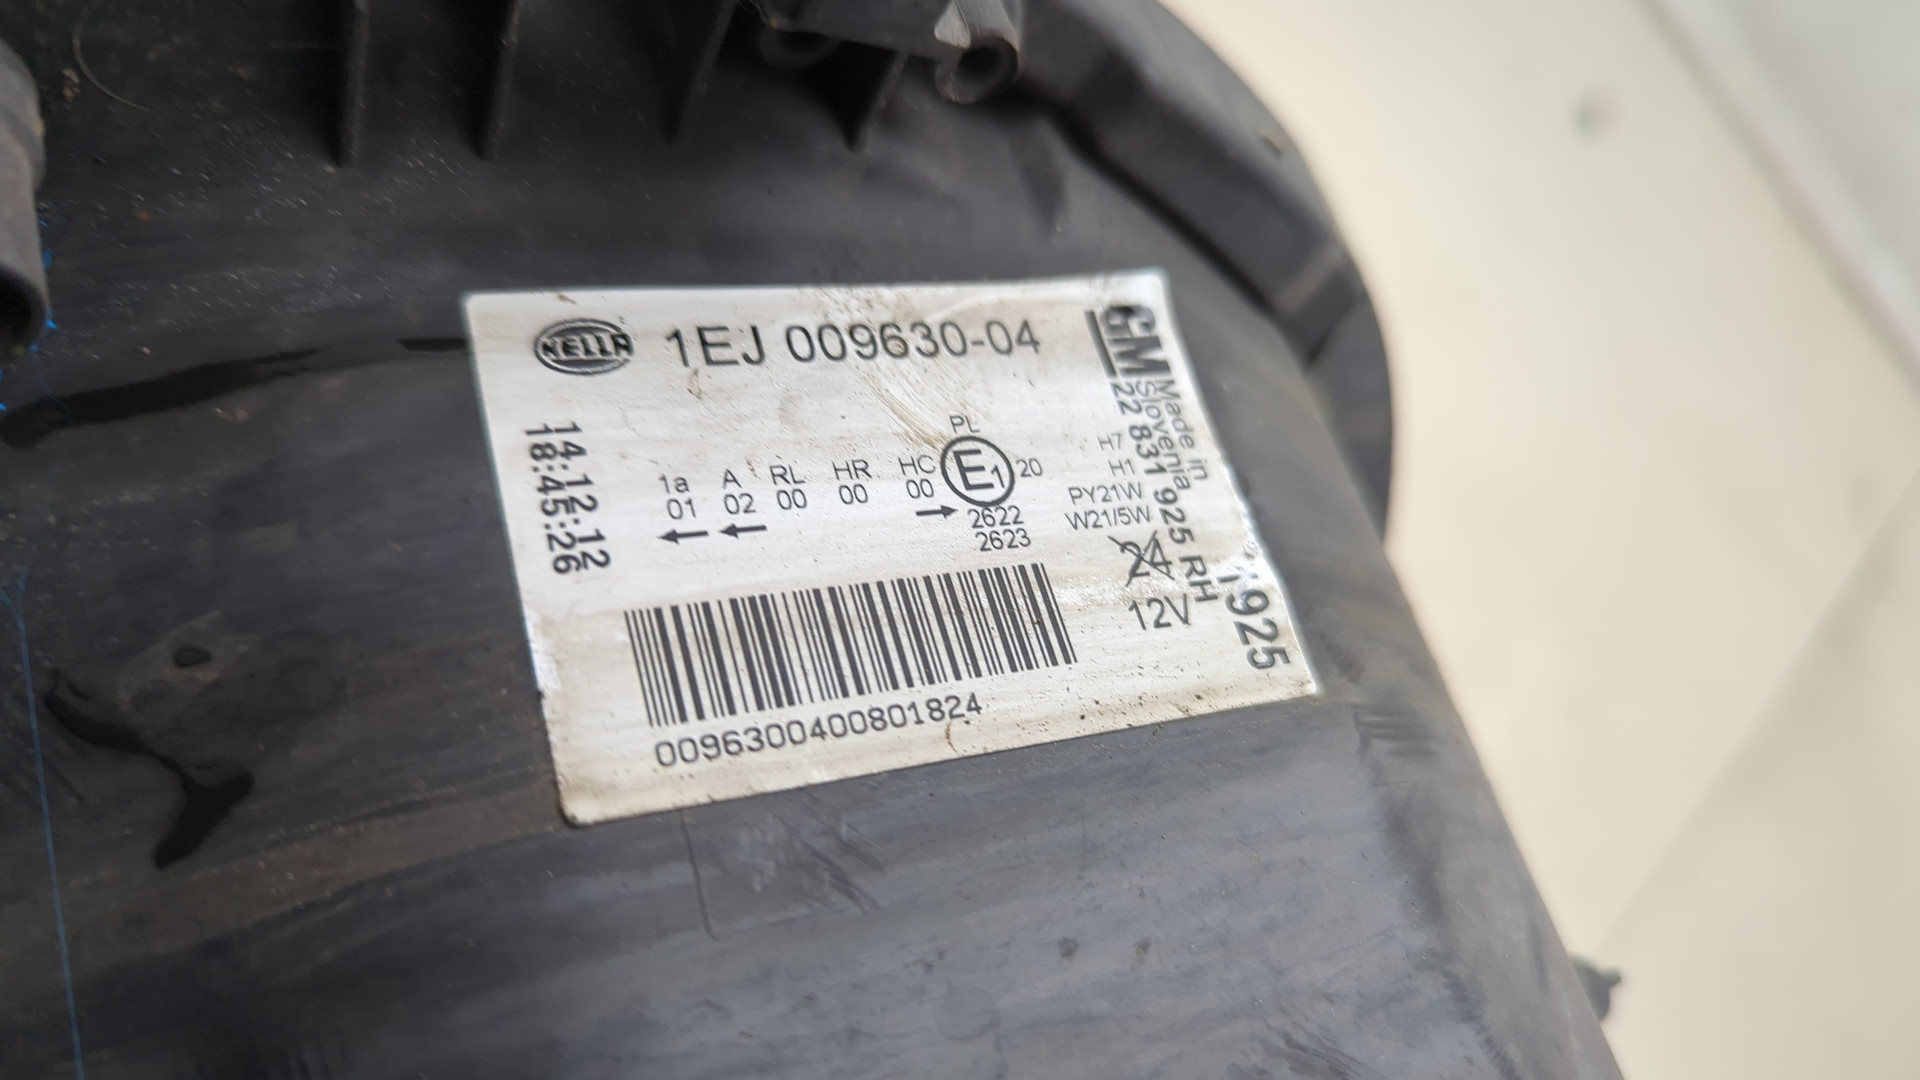 HELLA 1EJ 009630-04
14:12:12
18:45:26
1a A RL HR HC PL
01 02 00 00 00 E1 20
2622
2623
H7
H1
PY21W
W21/5W
24
12V
0096300400801824
GM 22 831 925 RH
Made in
Slovenia
925